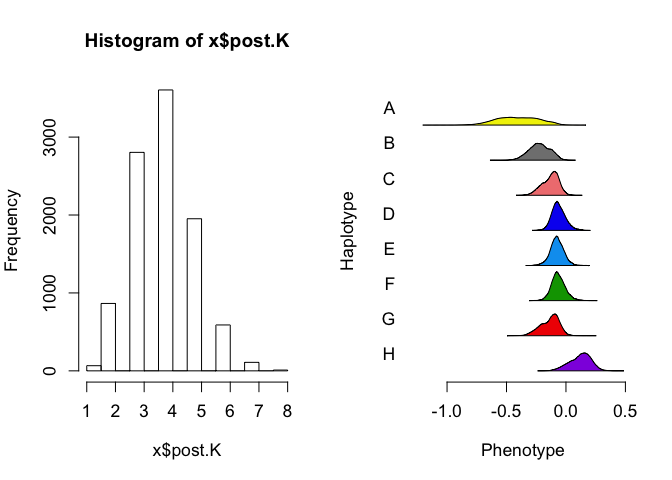 Histogram of x$post.K
Frequency
0
1000
2000
3000
1 2 3 4 5 6 7 8
x$post.K
Haplotype
A
B
C
D
E
F
G
H
-1.0 -0.5 0.0 0.5
Phenotype